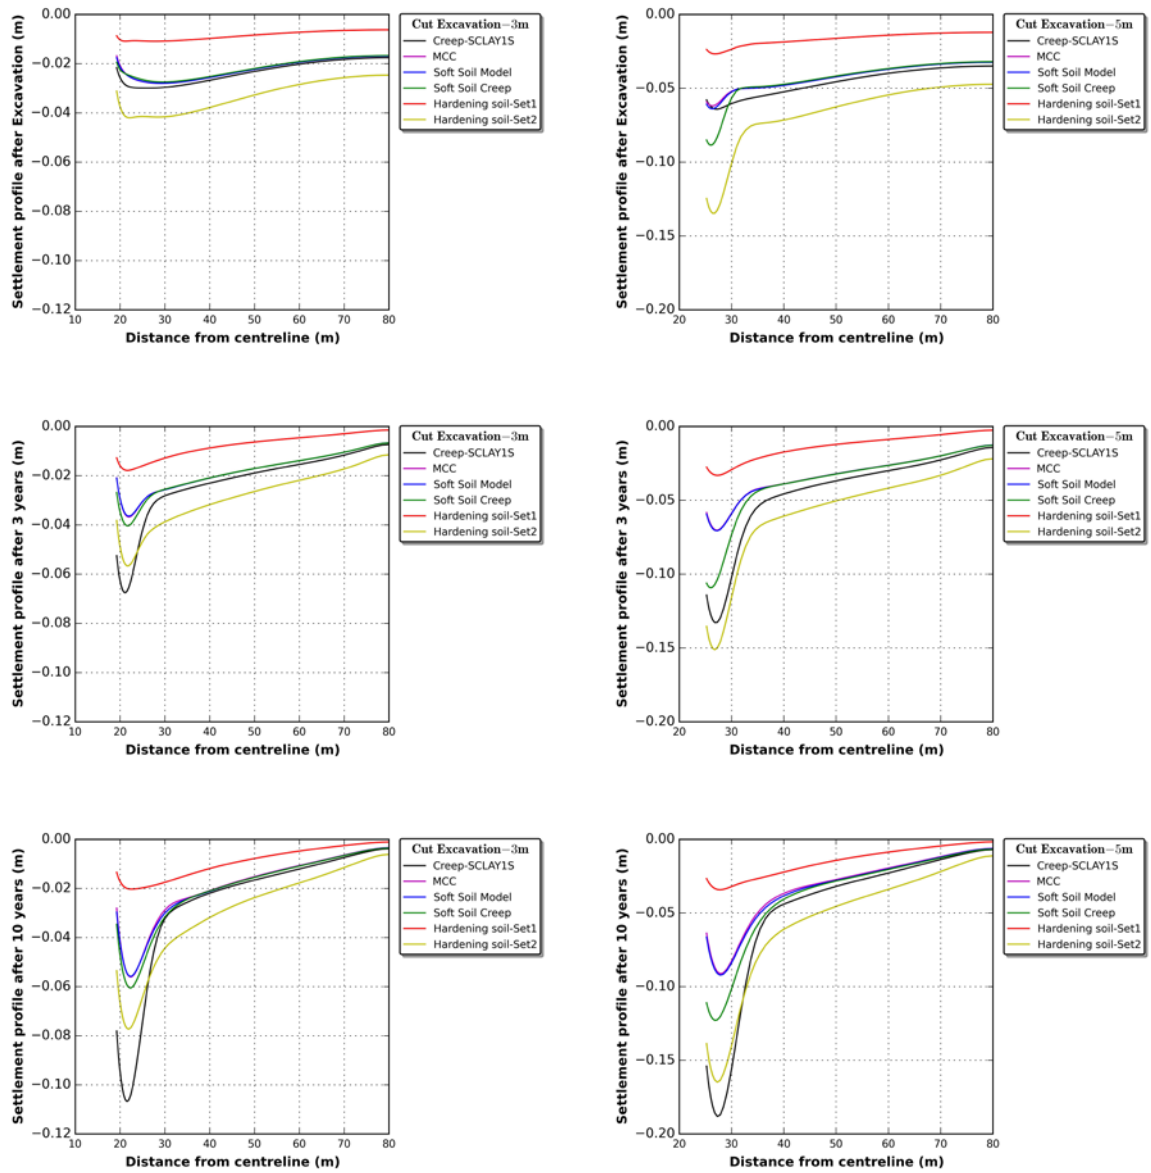 Settlement profile after Excavation (m)
0.00
−0.02
−0.04
−0.06
−0.08
−0.10
−0.12
10 20 30 40 50 60 70 80
Distance from centreline (m)
Cut Excavation−3m
Creep-SCLAY1S
MCC
Soft Soil Model
Soft Soil Creep
Hardening soil-Set1
Hardening soil-Set2
Settlement profile after Excavation (m)
0.00
−0.05
−0.10
−0.15
−0.20
20 30 40 50 60 70 80
Distance from centreline (m)
Cut Excavation−5m
Creep-SCLAY1S
MCC
Soft Soil Model
Soft Soil Creep
Hardening soil-Set1
Hardening soil-Set2
Settlement profile after 3 years (m)
0.00
−0.02
−0.04
−0.06
−0.08
−0.10
−0.12
10 20 30 40 50 60 70 80
Distance from centreline (m)
Cut Excavation−3m
Creep-SCLAY1S
MCC
Soft Soil Model
Soft Soil Creep
Hardening soil-Set1
Hardening soil-Set2
Settlement profile after 3 years (m)
0.00
−0.05
−0.10
−0.15
−0.20
20 30 40 50 60 70 80
Distance from centreline (m)
Cut Excavation−5m
Creep-SCLAY1S
MCC
Soft Soil Model
Soft Soil Creep
Hardening soil-Set1
Hardening soil-Set2
Settlement profile after 10 years (m)
0.00
−0.02
−0.04
−0.06
−0.08
−0.10
−0.12
10 20 30 40 50 60 70 80
Distance from centreline (m)
Cut Excavation−3m
Creep-SCLAY1S
MCC
Soft Soil Model
Soft Soil Creep
Hardening soil-Set1
Hardening soil-Set2
Settlement profile after 10 years (m)
0.00
−0.05
−0.10
−0.15
−0.20
20 30 40 50 60 70 80
Distance from centreline (m)
Cut Excavation−5m
Creep-SCLAY1S
MCC
Soft Soil Model
Soft Soil Creep
Hardening soil-Set1
Hardening soil-Set2